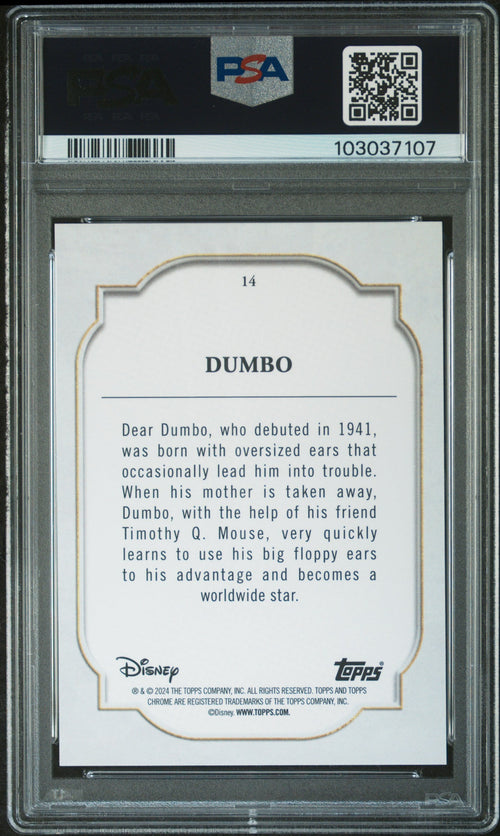 PSA
PSA
103037107
14
DUMBO
Dear Dumbo, who debuted in 1941,
was born with oversized ears that
occasionally lead him into trouble.
When his mother is taken away,
Dumbo, with the help of his friend
Timothy Q. Mouse, very quickly
learns to use his big floppy ears
to his advantage and becomes a
worldwide star.
Disney
topps
® & © 2024 THE TOPPS COMPANY, INC. ALL RIGHTS RESERVED. TOPPS AND TOPPS
CHROME ARE REGISTERED TRADEMARKS OF THE TOPPS COMPANY, INC.
©Disney. WWW.TOPPS.COM.